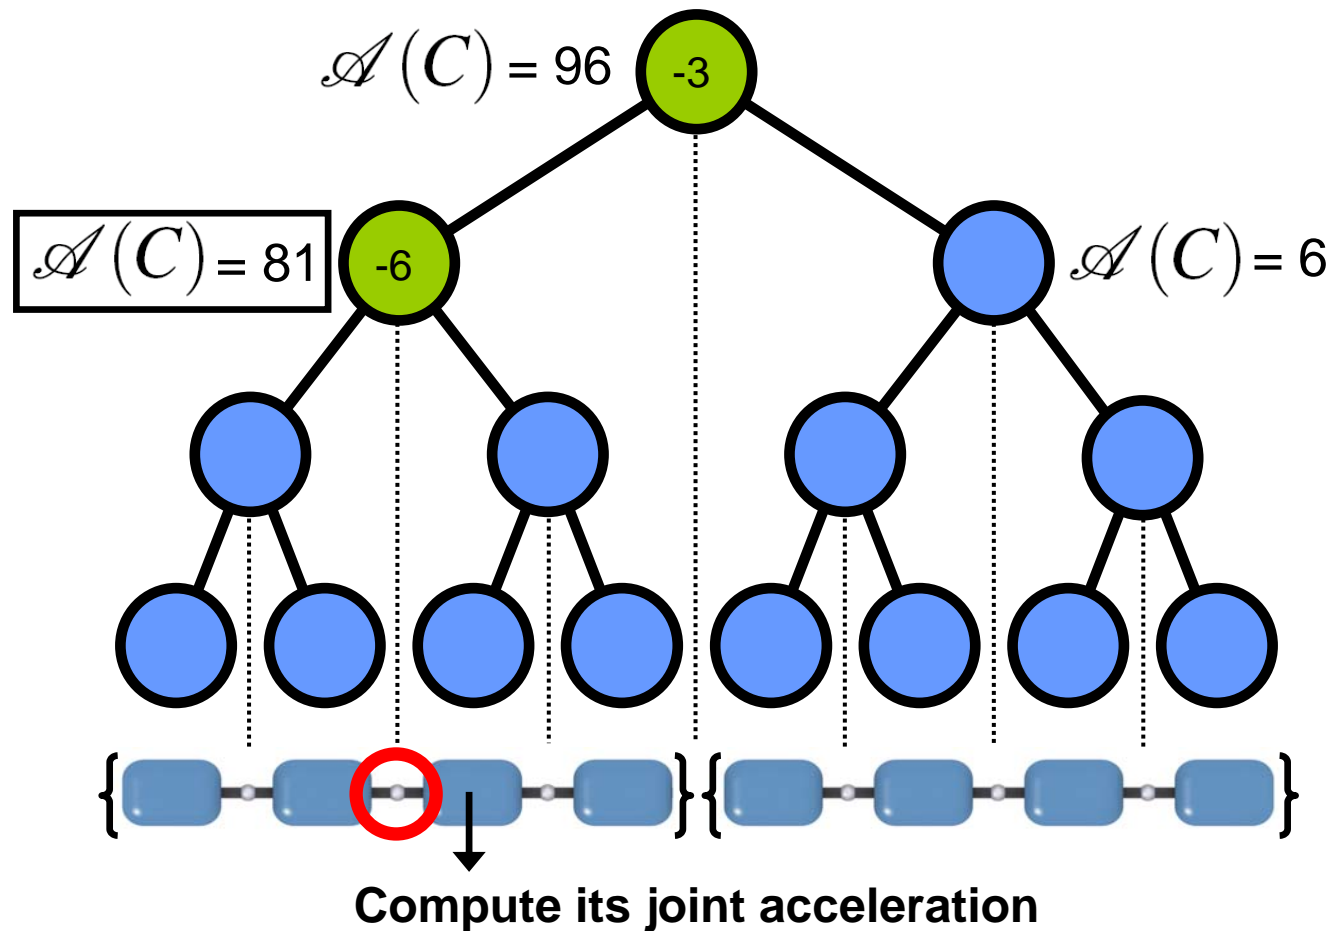 𝒜(C) = 96
-3
𝒜(C) = 81
-6
𝒜(C) = 6
{ } { }
Compute its joint acceleration